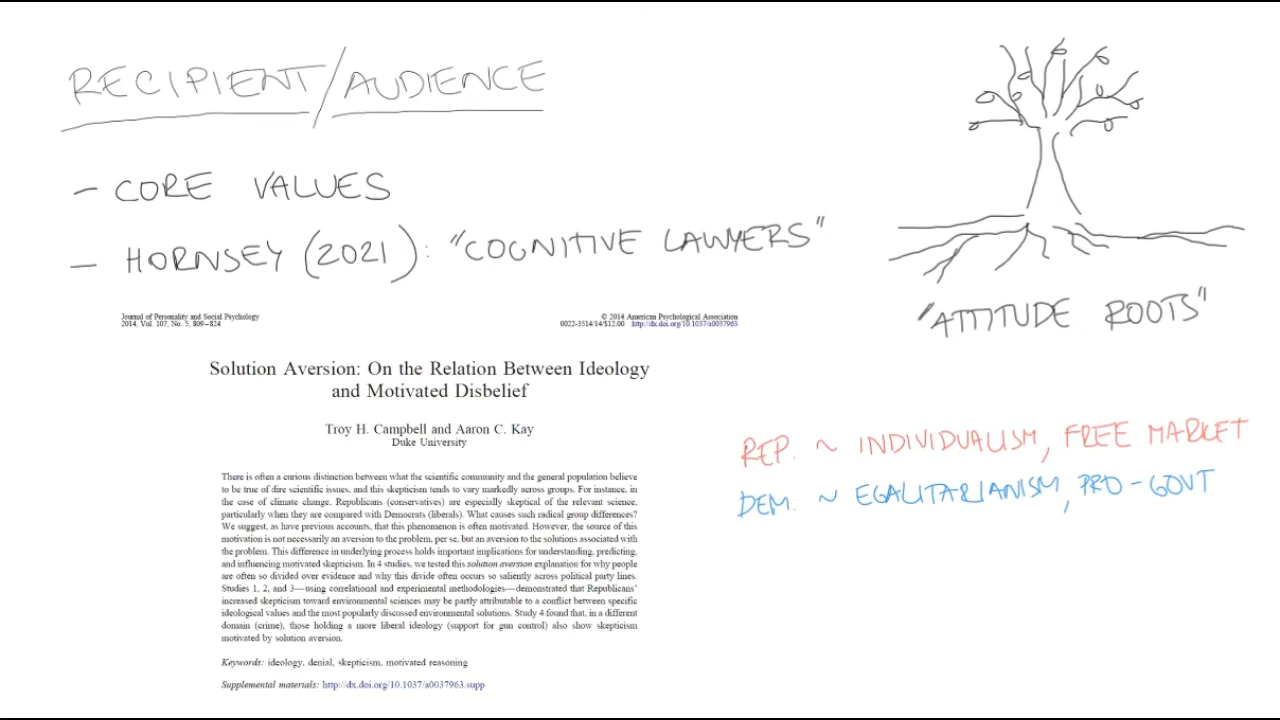 RECIPIENT/AUDIENCE
- CORE VALUES
- HORNSEY (2021): "COGNITIVE LAWYERS"
"ATTITUDE ROOTS"
Journal of Personality and Social Psychology
2014, Vol. 107, No. 5, 809–824
© 2014 American Psychological Association
0022-3514/14/$12.00 http://dx.doi.org/10.1037/a0037963
Solution Aversion: On the Relation Between Ideology
and Motivated Disbelief
Troy H. Campbell and Aaron C. Kay
Duke University
There is often a curious distinction between what the scientific community and the general population believe
to be true of dire scientific issues, and this skepticism tends to vary markedly across groups. For instance, in
the case of climate change, Republicans (conservatives) are especially skeptical of the relevant science,
particularly when they are compared with Democrats (liberals). What causes such radical group differences?
We suggest, as have previous accounts, that this phenomenon is often motivated. However, the source of this
motivation is not necessarily an aversion to the problem, per se, but an aversion to the solutions associated with
the problem. This difference in underlying process holds important implications for understanding, predicting,
and influencing motivated skepticism. In 4 studies, we tested this solution aversion explanation for why people
are often so divided over evidence and why this divide often occurs so saliently across political party lines.
Studies 1, 2, and 3—using correlational and experimental methodologies—demonstrated that Republicans'
increased skepticism toward environmental sciences may be partly attributable to a conflict between specific
ideological values and the most popularly discussed environmental solutions. Study 4 found that, in a different
domain (crime), those holding a more liberal ideology (support for gun control) also show skepticism
motivated by solution aversion.
Keywords: ideology, denial, skepticism, motivated reasoning
Supplemental materials: http://dx.doi.org/10.1037/a0037963.supp
REP. ~ INDIVIDUALISM, FREE MARKET
DEM. ~ EGALITARIANISM, PRO-GOVT